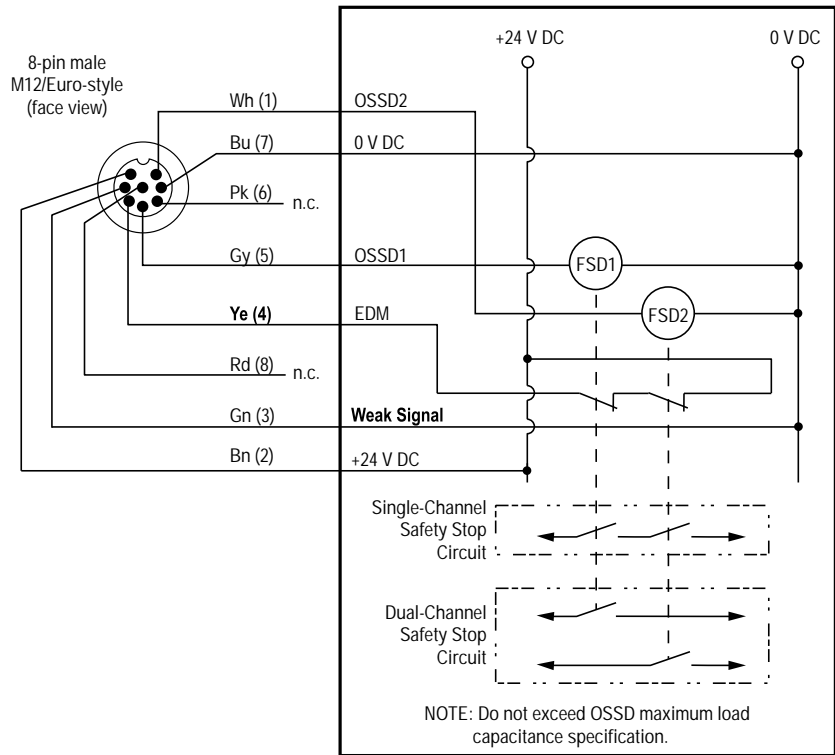 +24 V DC
0 V DC
8-pin male
M12/Euro-style
(face view)
Wh (1)
OSSD2
Bu (7)
0 V DC
Pk (6)
n.c.
Gy (5)
OSSD1
FSD1
Ye (4)
EDM
FSD2
Rd (8)
n.c.
Gn (3)
Weak Signal
Bn (2)
+24 V DC
Single-Channel
Safety Stop
Circuit
Dual-Channel
Safety Stop
Circuit
NOTE: Do not exceed OSSD maximum load
capacitance specification.